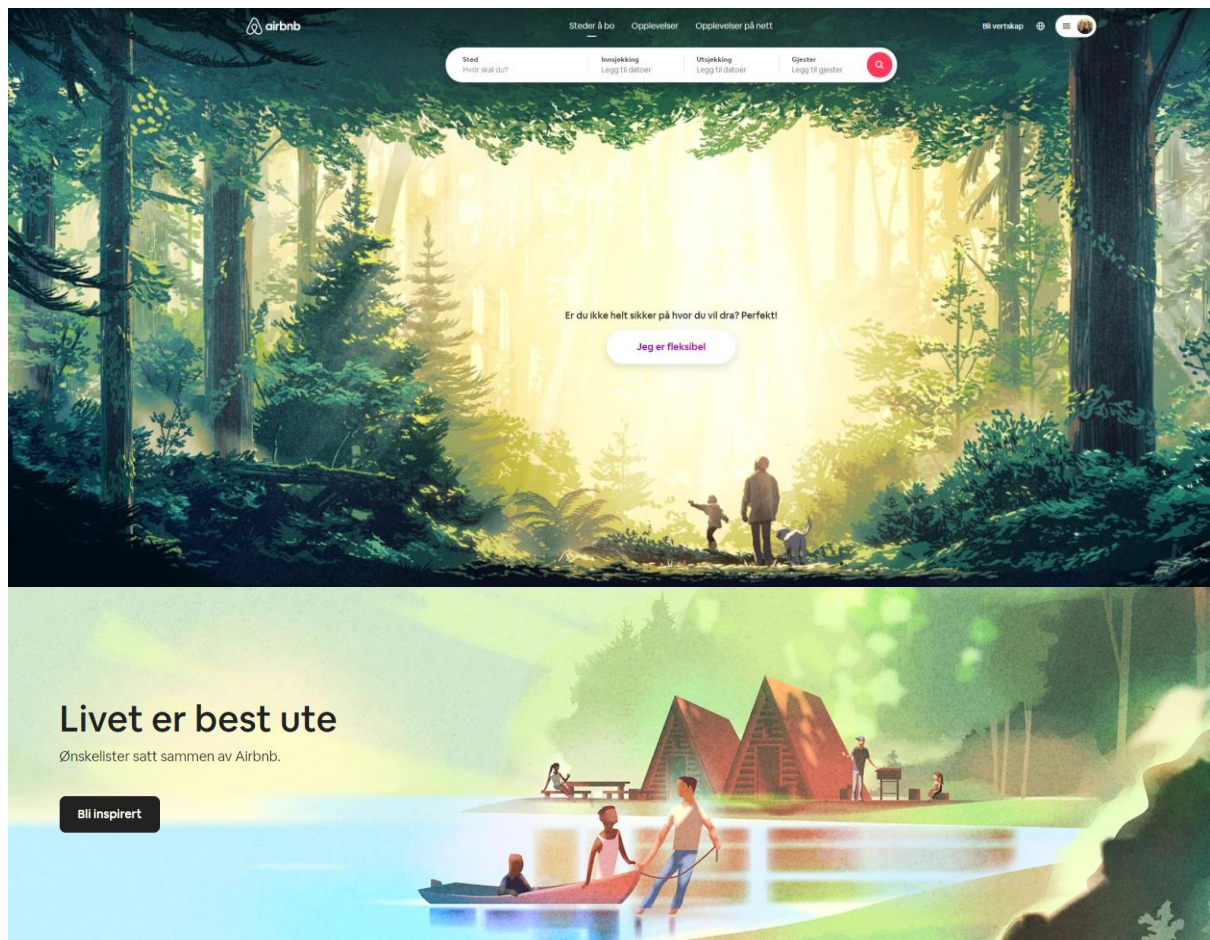 airbnb
Steder å bo Opplevelser Opplevelser på nett
Bli vertskap
Sted Innsjekking Utsjekking Gjester
Hvor skal du? Legg til datoer Legg til datoer Legg til gjester
Er du ikke helt sikker på hvor du vil dra? Perfekt!
Jeg er fleksibel
Livet er best ute
Ønskelister satt sammen av Airbnb.
Bli inspirert